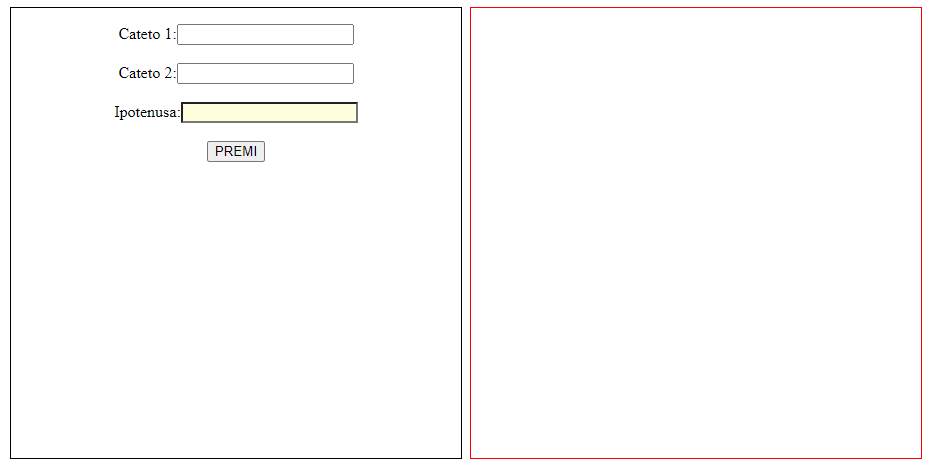 Cateto 1:
Cateto 2:
Ipotenusa:
PREMI